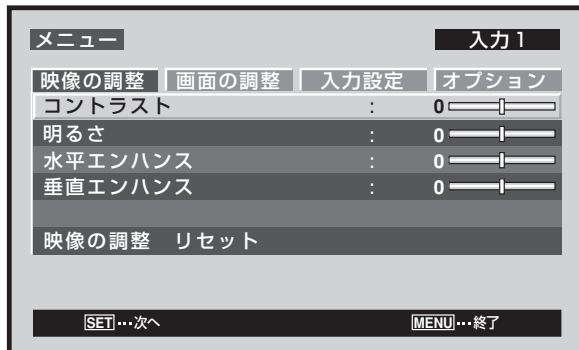 メニュー 入力1
映像の調整 画面の調整 入力設定 オプション
コントラスト : 0
明るさ : 0
水平エンハンス : 0
垂直エンハンス : 0
映像の調整 リセット
SET…次へ MENU…終了